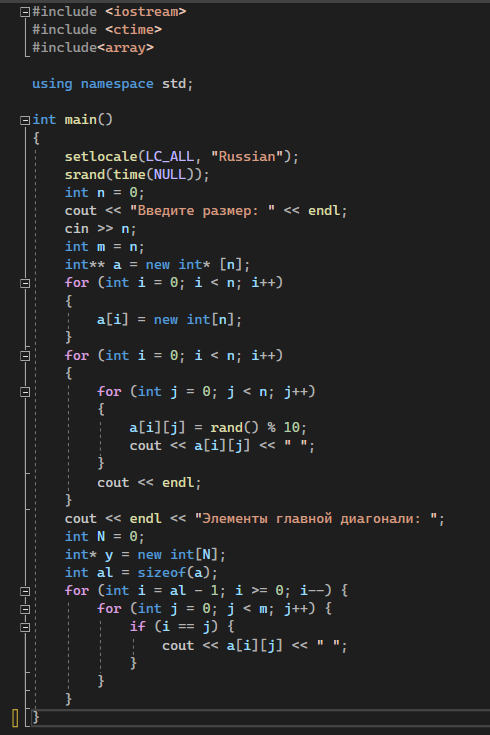 #include <iostream>
#include <ctime>
#include<array>

using namespace std;

int main()
{
    setlocale(LC_ALL, "Russian");
    srand(time(NULL));
    int n = 0;
    cout << "Введите размер: " << endl;
    cin >> n;
    int m = n;
    int** a = new int* [n];
    for (int i = 0; i < n; i++)
    {
        a[i] = new int[n];
    }
    for (int i = 0; i < n; i++)
    {
        for (int j = 0; j < n; j++)
        {
            a[i][j] = rand() % 10;
            cout << a[i][j] << " ";
        }
        cout << endl;
    }
    cout << endl << "Элементы главной диагонали: ";
    int N = 0;
    int* y = new int[N];
    int al = sizeof(a);
    for (int i = al - 1; i >= 0; i--) {
        for (int j = 0; j < m; j++) {
            if (i == j) {
                cout << a[i][j] << " ";
            }
        }
    }
}